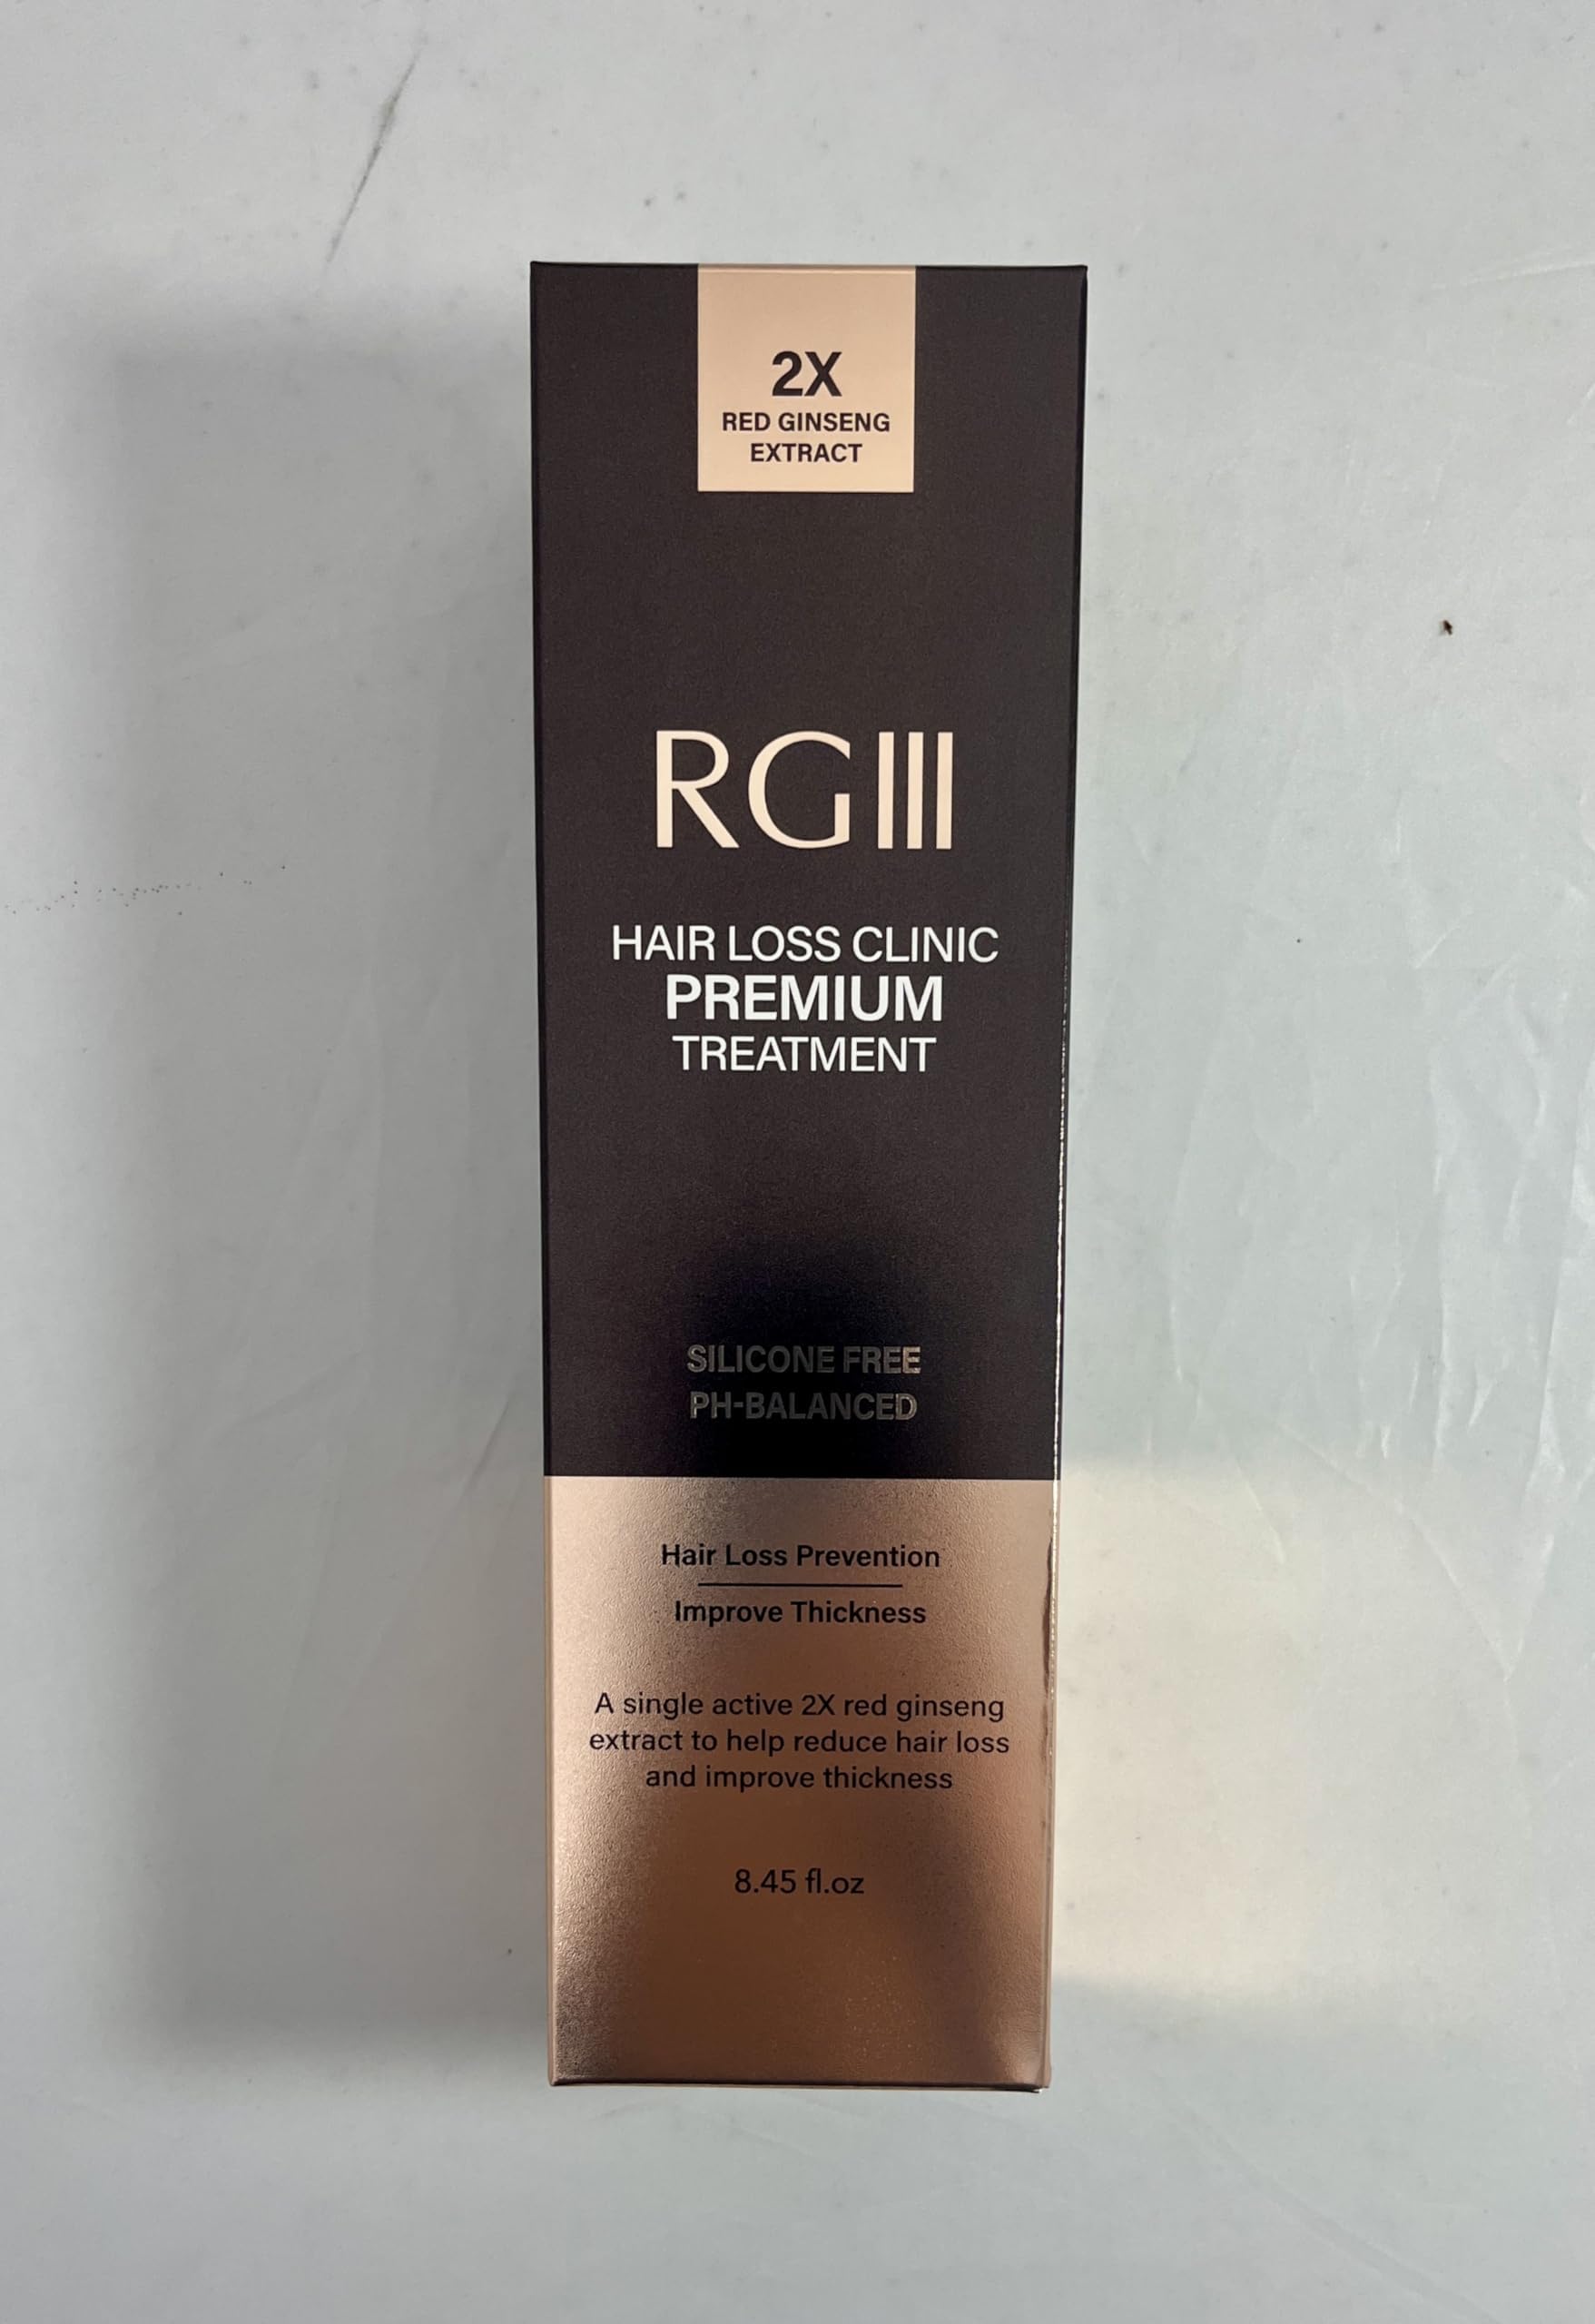 2X
RED GINSENG
EXTRACT
RGIII
HAIR LOSS CLINIC
PREMIUM
TREATMENT
SILICONE FREE
PH-BALANCED
Hair Loss Prevention
Improve Thickness
A single active 2X red ginseng
extract to help reduce hair loss
and improve thickness
8.45 fl.oz